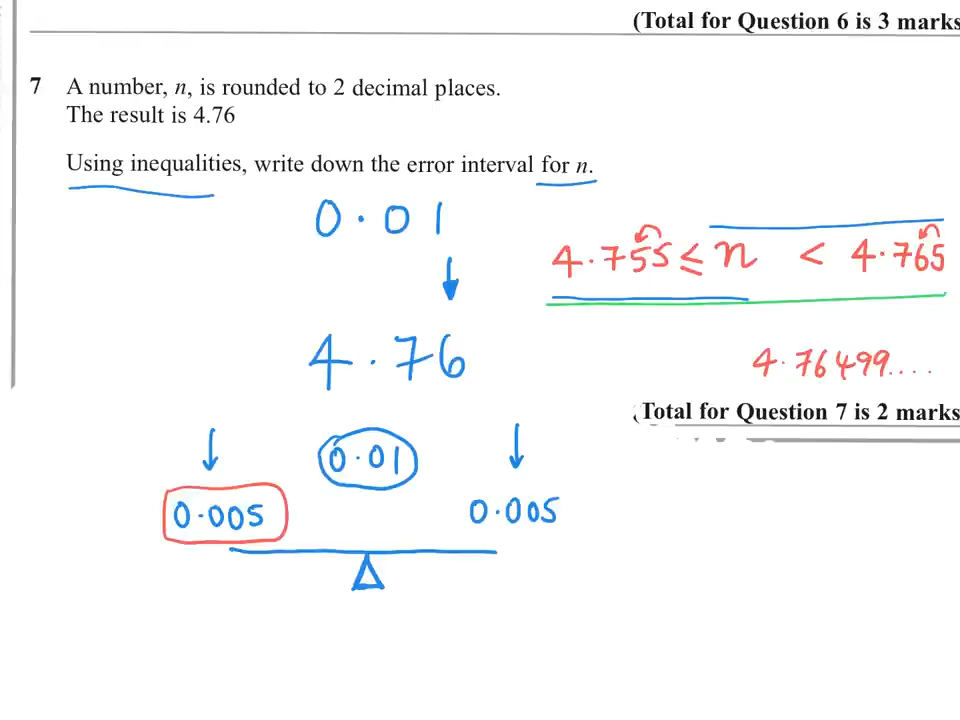 (Total for Question 6 is 3 marks
7 A number, n, is rounded to 2 decimal places.
The result is 4.76
Using inequalities, write down the error interval for n.
0.01
4.755 ≤ n < 4.765
4.76
4.76499....
(Total for Question 7 is 2 marks
0.01
0.005 0.005